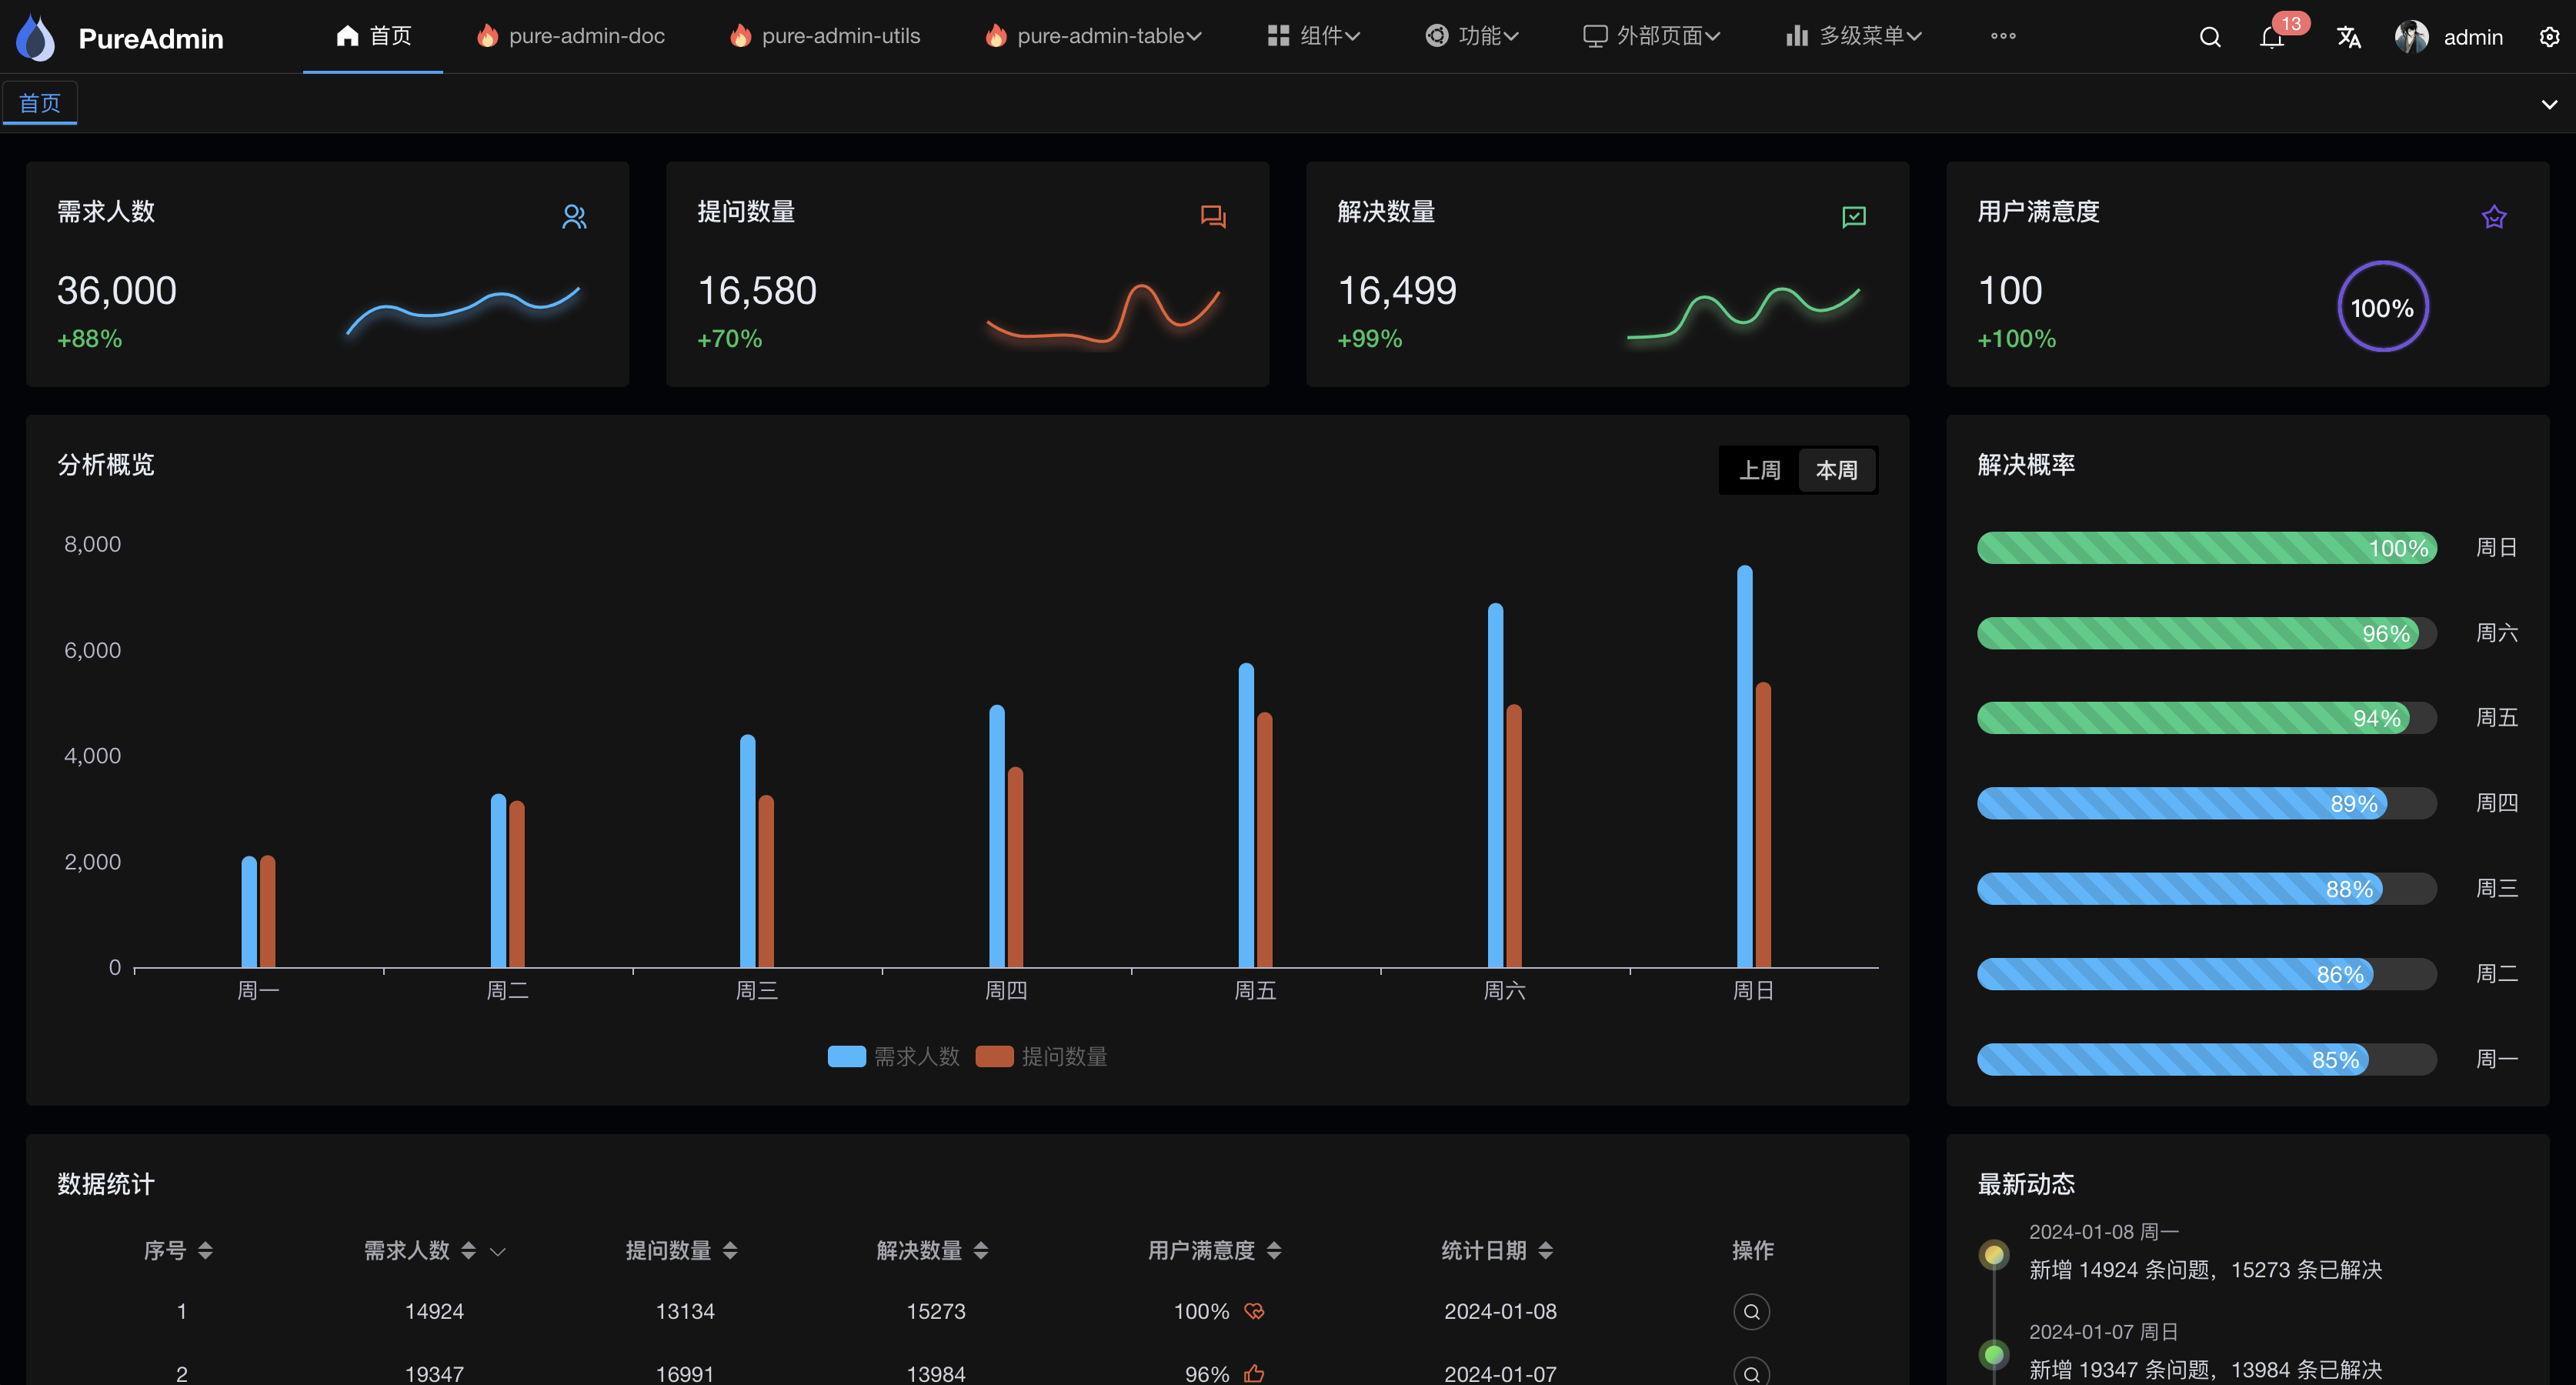 PureAdmin 首页 pure-admin-doc pure-admin-utils pure-admin-table 组件 功能 外部页面 多级菜单 13 admin
首页
需求人数
36,000
+88%
提问数量
16,580
+70%
解决数量
16,499
+99%
用户满意度
100
+100%
100%
分析概览
上周 本周
8,000
6,000
4,000
2,000
0
周一 周二 周三 周四 周五 周六 周日
需求人数 提问数量
解决概率
100% 周日
96% 周六
94% 周五
89% 周四
88% 周三
86% 周二
85% 周一
数据统计
序号 需求人数 提问数量 解决数量 用户满意度 统计日期 操作
1 14924 13134 15273 100% 2024-01-08
2 19347 16991 13984 96% 2024-01-07
最新动态
2024-01-08 周一
新增 14924 条问题，15273 条已解决
2024-01-07 周日
新增 19347 条问题，13984 条已解决